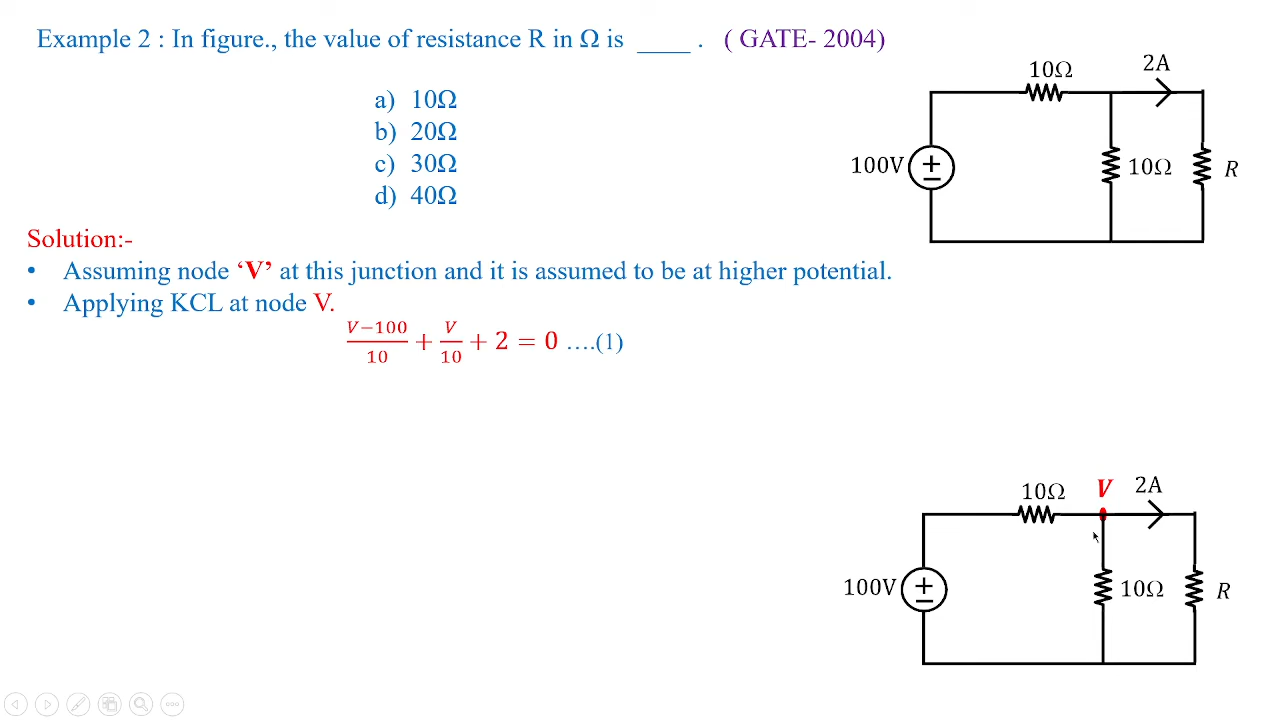 Example 2 : In figure., the value of resistance R in Ω is ____ . ( GATE- 2004)
a) 10Ω
b) 20Ω
c) 30Ω
d) 40Ω
10Ω
2A
100V
10Ω
R
Solution:-
• Assuming node ‘V’ at this junction and it is assumed to be at higher potential.
• Applying KCL at node V.
V−100/10 + V/10 + 2 = 0 ….(1)
10Ω
V
2A
100V
10Ω
R